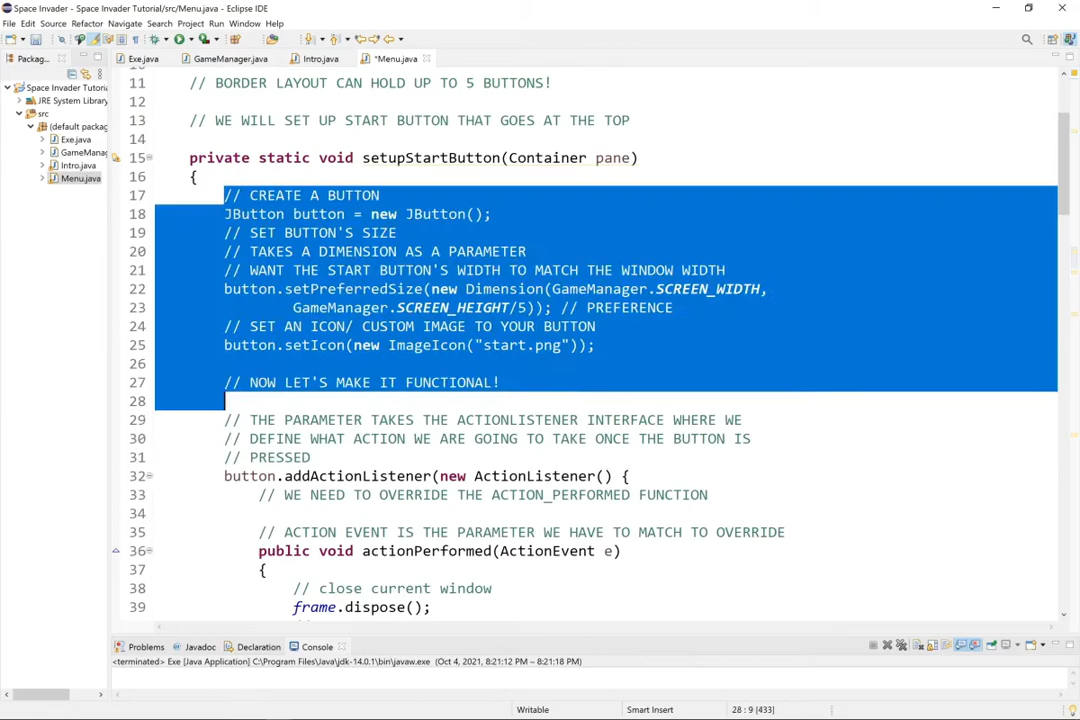 Space Invader - Space Invader Tutorial/src/Menu.java - Eclipse IDE
File Edit Source Refactor Navigate Search Project Run Window Help
Packag...
Exe.java
GameManager.java
Intro.java
*Menu.java
Space Invader Tutoria
JRE System Library
src
(default packag
Exe.java
GameManag
Intro.java
Menu.java
11 // BORDER LAYOUT CAN HOLD UP TO 5 BUTTONS!
12
13 // WE WILL SET UP START BUTTON THAT GOES AT THE TOP
14
15 private static void setupStartButton(Container pane)
16 {
17 // CREATE A BUTTON
18 JButton button = new JButton();
19 // SET BUTTON'S SIZE
20 // TAKES A DIMENSION AS A PARAMETER
21 // WANT THE START BUTTON'S WIDTH TO MATCH THE WINDOW WIDTH
22 button.setPreferredSize(new Dimension(GameManager.SCREEN_WIDTH,
23 GameManager.SCREEN_HEIGHT/5)); // PREFERENCE
24 // SET AN ICON/ CUSTOM IMAGE TO YOUR BUTTON
25 button.setIcon(new ImageIcon("start.png"));
26
27 // NOW LET'S MAKE IT FUNCTIONAL!
28
29 // THE PARAMETER TAKES THE ACTIONLISTENER INTERFACE WHERE WE
30 // DEFINE WHAT ACTION WE ARE GOING TO TAKE ONCE THE BUTTON IS
31 // PRESSED
32 button.addActionListener(new ActionListener() {
33 // WE NEED TO OVERRIDE THE ACTION_PERFORMED FUNCTION
34
35 // ACTION EVENT IS THE PARAMETER WE HAVE TO MATCH TO OVERRIDE
36 public void actionPerformed(ActionEvent e)
37 {
38 // close current window
39 frame.dispose();
Problems Javadoc Declaration Console
<terminated> Exe [Java Application] C:\Program Files\Java\jdk-14.0.1\bin\javaw.exe (Oct 4, 2021, 8:21:12 PM – 8:21:18 PM)
Writable Smart Insert 28 : 9 [433]